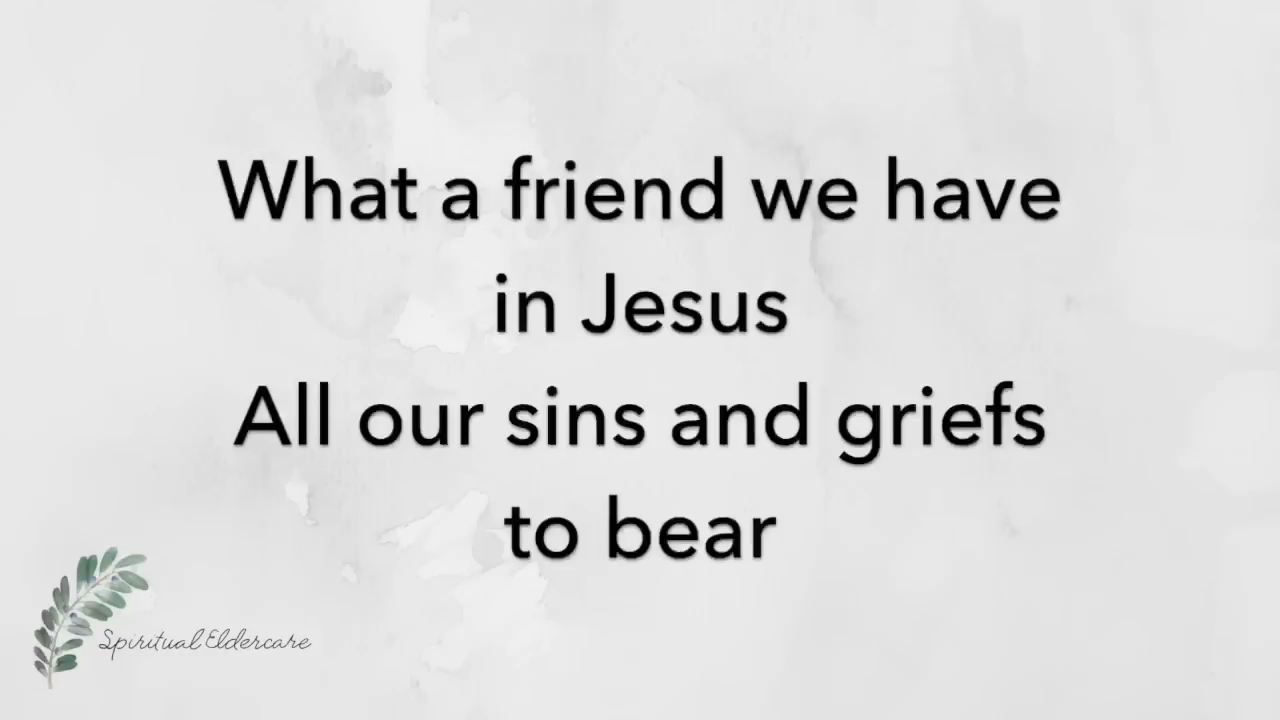 What a friend we have
in Jesus
All our sins and griefs
to bear
Spiritual Eldercare